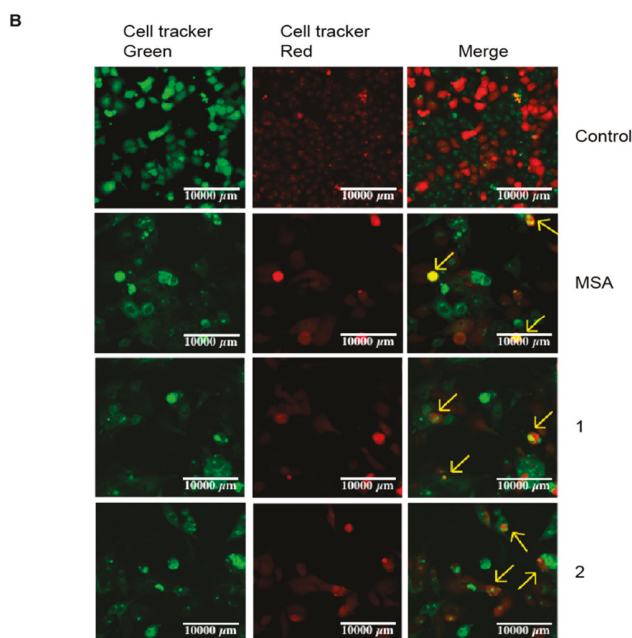 B
Cell tracker Green
Cell tracker Red
Merge
10000 µm
10000 µm
10000 µm
Control
10000 µm
10000 µm
10000 µm
MSA
10000 µm
10000 µm
10000 µm
1
10000 µm
10000 µm
10000 µm
2